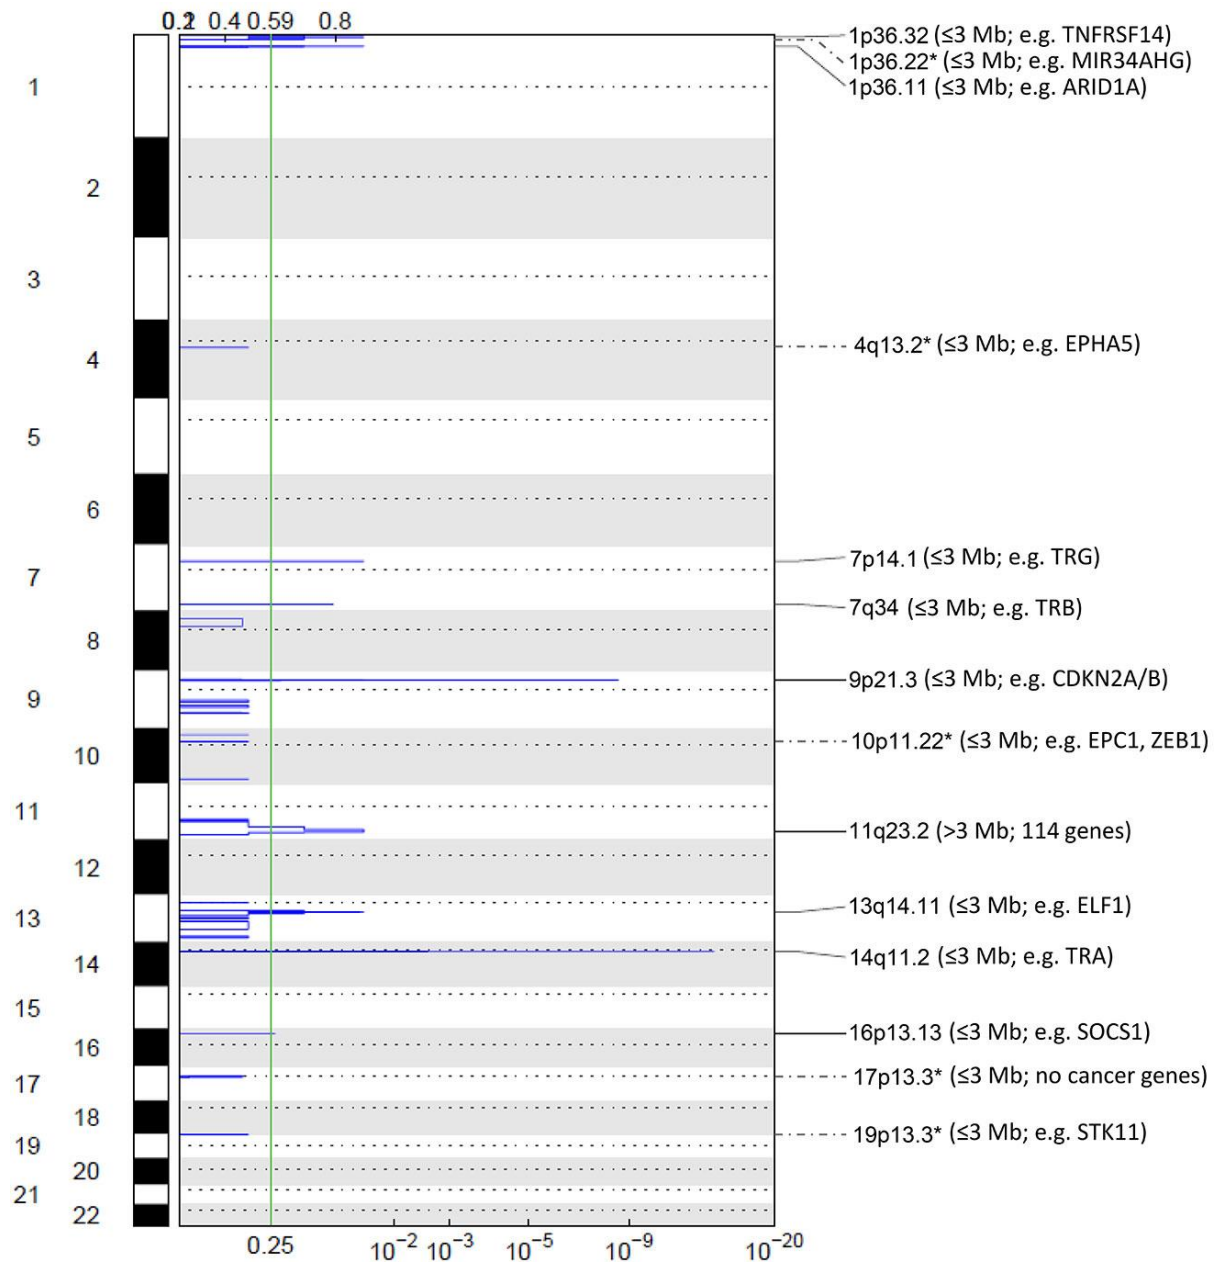 0.1 0.2 0.4 0.59 0.8
1p36.32 (≤3 Mb; e.g. TNFRSF14)
1p36.22* (≤3 Mb; e.g. MIR34AHG)
1p36.11 (≤3 Mb; e.g. ARID1A)
1
2
3
4q13.2* (≤3 Mb; e.g. EPHA5)
4
5
6
7p14.1 (≤3 Mb; e.g. TRG)
7
7q34 (≤3 Mb; e.g. TRB)
8
9p21.3 (≤3 Mb; e.g. CDKN2A/B)
9
10p11.22* (≤3 Mb; e.g. EPC1, ZEB1)
10
11
11q23.2 (>3 Mb; 114 genes)
12
13q14.11 (≤3 Mb; e.g. ELF1)
13
14q11.2 (≤3 Mb; e.g. TRA)
14
15
16p13.13 (≤3 Mb; e.g. SOCS1)
16
17p13.3* (≤3 Mb; no cancer genes)
17
18
19p13.3* (≤3 Mb; e.g. STK11)
19
20
21
22
0.25 10⁻² 10⁻³ 10⁻⁵ 10⁻⁹ 10⁻²⁰